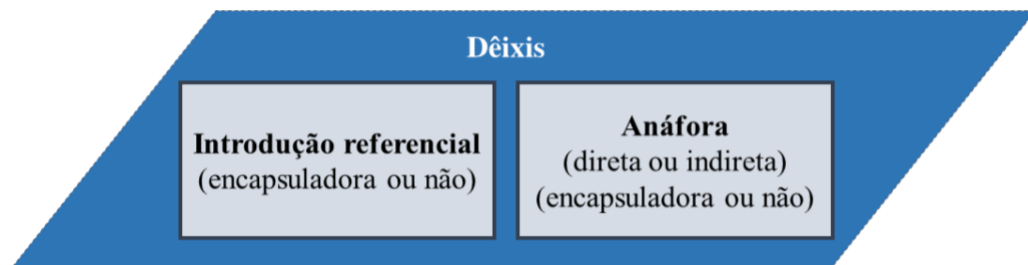 Dêixis
Introdução referencial
(encapsuladora ou não)
Anáfora
(direta ou indireta)
(encapsuladora ou não)